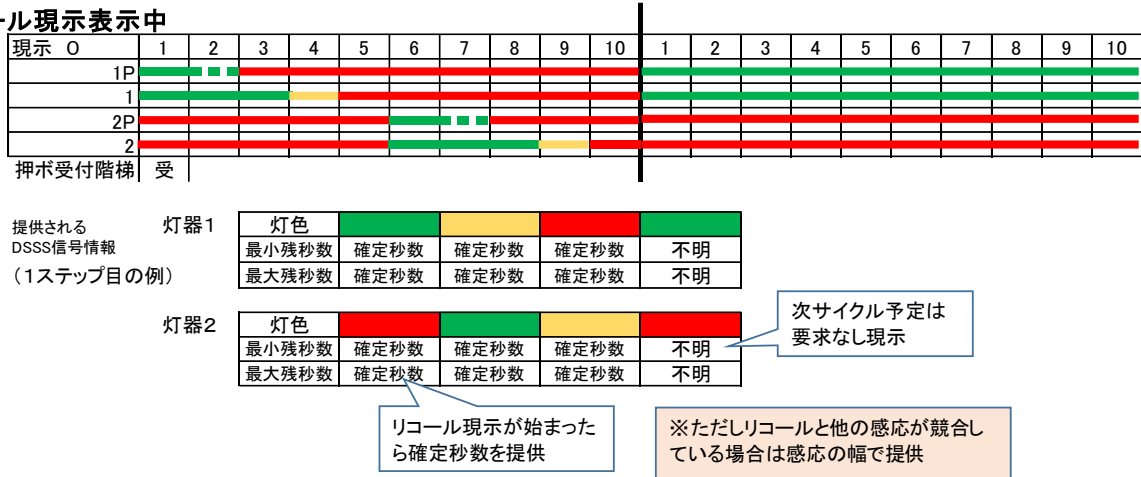 ール現示表示中
現示 O 1 2 3 4 5 6 7 8 9 10 1 2 3 4 5 6 7 8 9 10
1P
1
2P
2
押ボ受付階梯 受
提供される
DSSS信号情報
(1ステップ目の例)
灯器1 灯色
最小残秒数 確定秒数 確定秒数 確定秒数 不明
最大残秒数 確定秒数 確定秒数 確定秒数 不明
灯器2 灯色
最小残秒数 確定秒数 確定秒数 確定秒数 不明
最大残秒数 確定秒数 確定秒数 確定秒数 不明
次サイクル予定は
要求なし現示
リコール現示が始まった
ら確定秒数を提供
※ただしリコールと他の感応が競合し
ている場合は感応の幅で提供